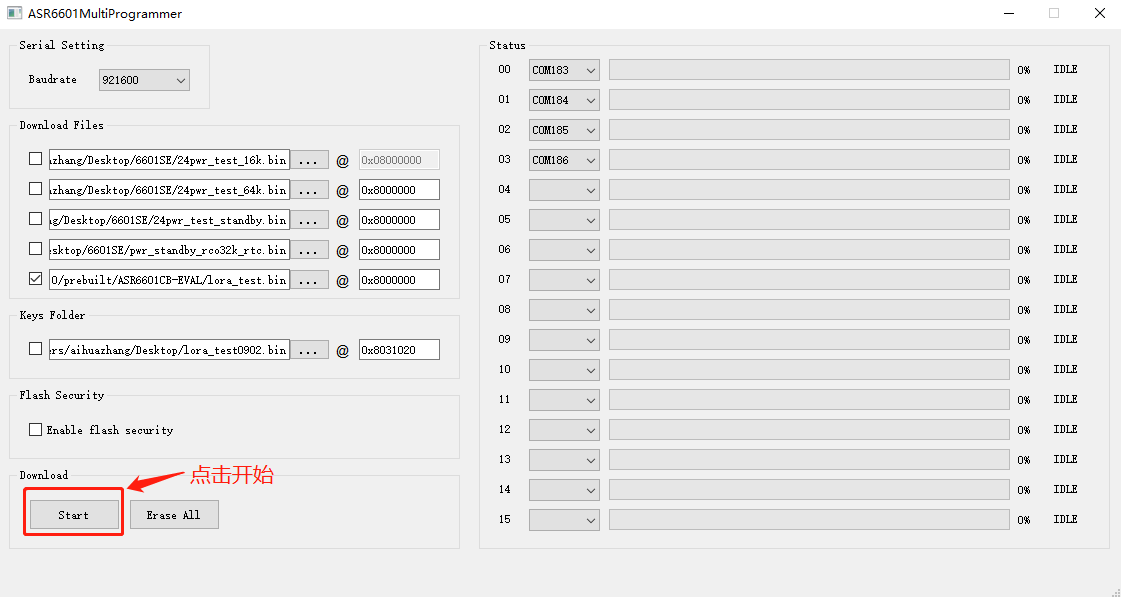 ASR6601MultiProgrammer
Serial Setting
Baudrate 921600
Download Files
azhang/Desktop/6601SE/24pwr_test_16k.bin ... @ 0x08000000
azhang/Desktop/6601SE/24pwr_test_64k.bin ... @ 0x8000000
ng/Desktop/6601SE/24pwr_test_standby.bin ... @ 0x8000000
esktop/6601SE/pwr_standby_rco32k_rtc.bin ... @ 0x8000000
0/prebuilt/ASR6601CB-EVAL/lora_test.bin ... @ 0x8000000
Keys Folder
ers/aihuazhang/Desktop/lora_test0902.bin ... @ 0x8031020
Flash Security
Enable flash security
Download
点击开始
Start Erase All
Status
00 COM183 0% IDLE
01 COM184 0% IDLE
02 COM185 0% IDLE
03 COM186 0% IDLE
04 0% IDLE
05 0% IDLE
06 0% IDLE
07 0% IDLE
08 0% IDLE
09 0% IDLE
10 0% IDLE
11 0% IDLE
12 0% IDLE
13 0% IDLE
14 0% IDLE
15 0% IDLE